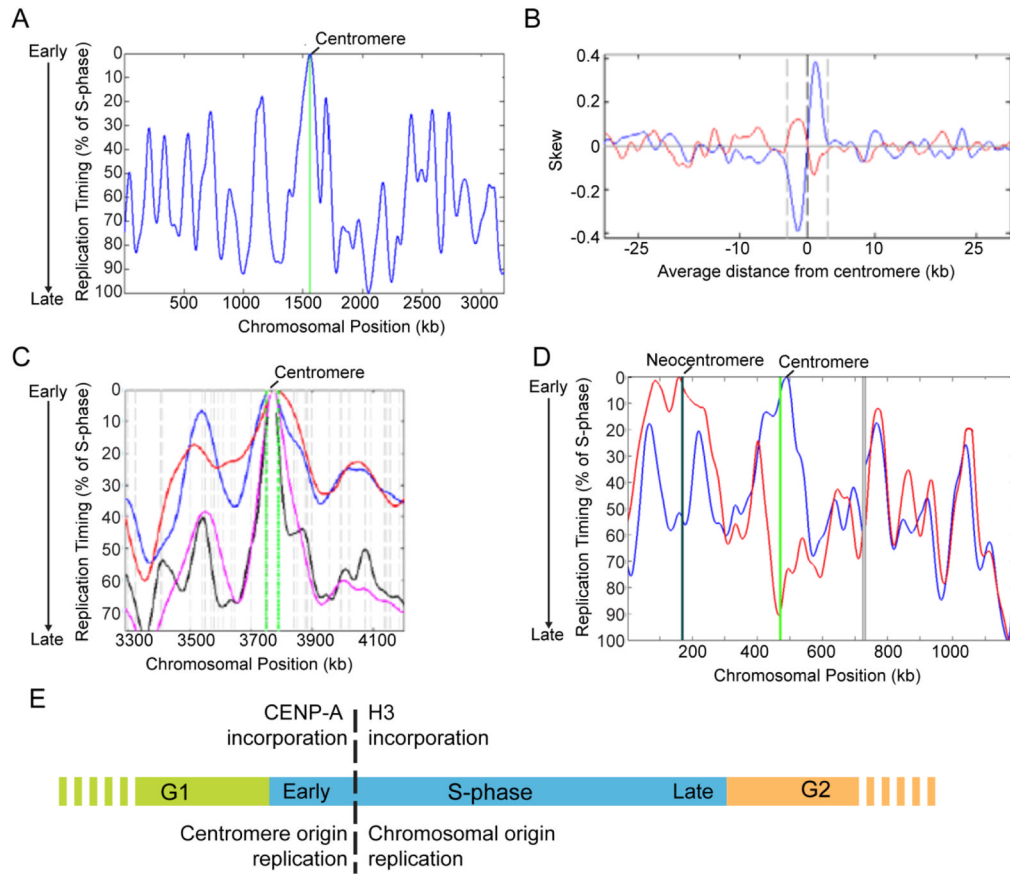 A
Early
Late
Replication Timing (% of S-phase)
Centromere
0
10
20
30
40
50
60
70
80
90
100
500
1000
1500
2000
2500
3000
Chromosomal Position (kb)
B
Skew
0.4
0.2
0
-0.2
-0.4
-25
-10
0
10
25
Average distance from centromere (kb)
C
Early
Late
Replication Timing (% of S-phase)
Centromere
0
10
20
30
40
50
60
70
3300
3500
3700
3900
4100
Chromosomal Position (kb)
D
Early
Late
Replication Timing (% of S-phase)
Neocentromere
Centromere
0
10
20
30
40
50
60
70
80
90
100
200
400
600
800
1000
Chromosomal Position (kb)
E
CENP-A
incorporation
H3
incorporation
G1
Early
S-phase
Late
G2
Centromere origin
replication
Chromosomal origin
replication